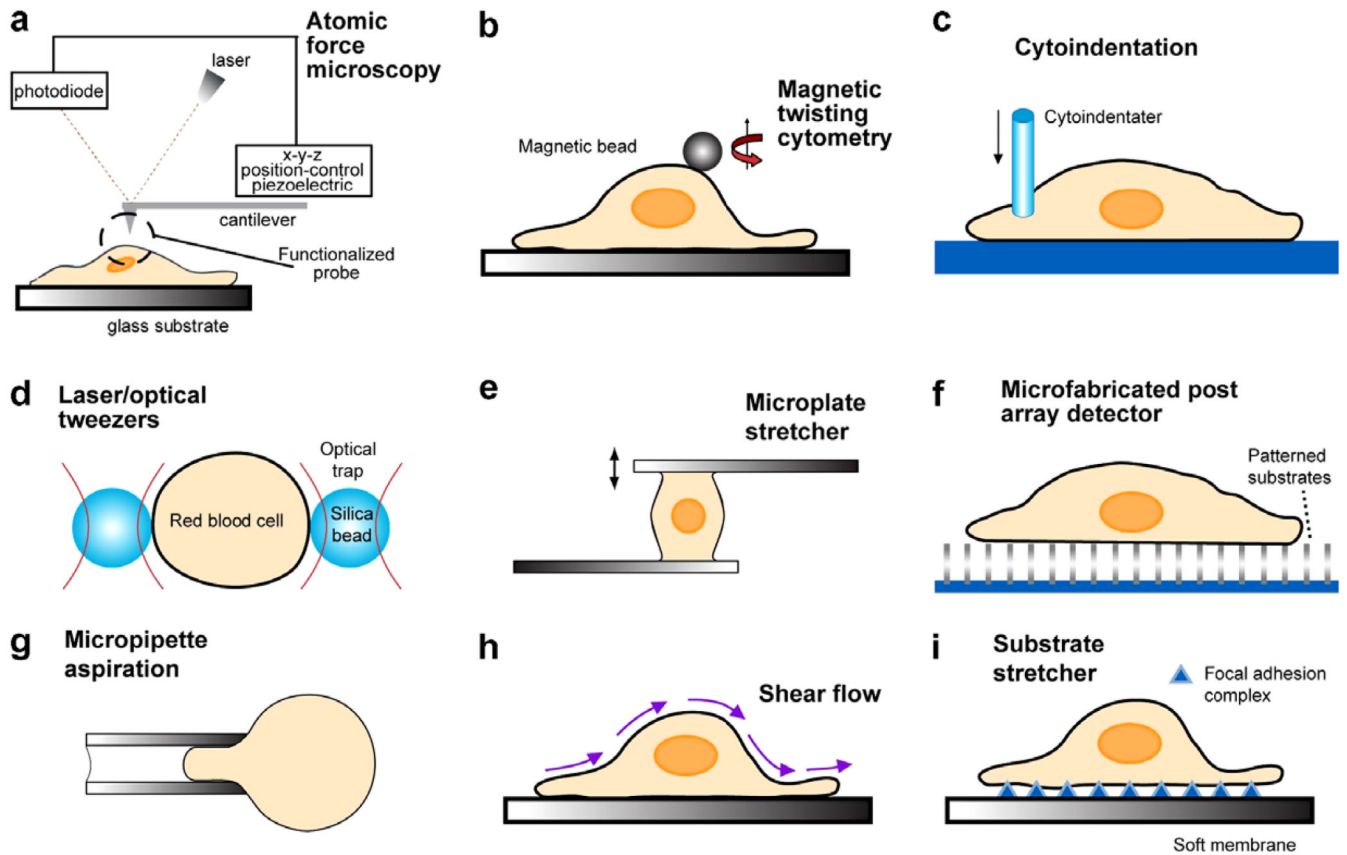 a
Atomic
force
microscopy
laser
photodiode
x-y-z
position-control
piezoelectric
cantilever
Functionalized
probe
glass substrate
b
Magnetic
twisting
cytometry
Magnetic bead
c
Cytoindentation
Cytoindentater
d
Laser/optical
tweezers
Optical
trap
Red blood cell
Silica
bead
e
Microplate
stretcher
f
Microfabricated post
array detector
Patterned
substrates
g
Micropipette
aspiration
h
Shear flow
i
Substrate
stretcher
Focal adhesion
complex
Soft membrane